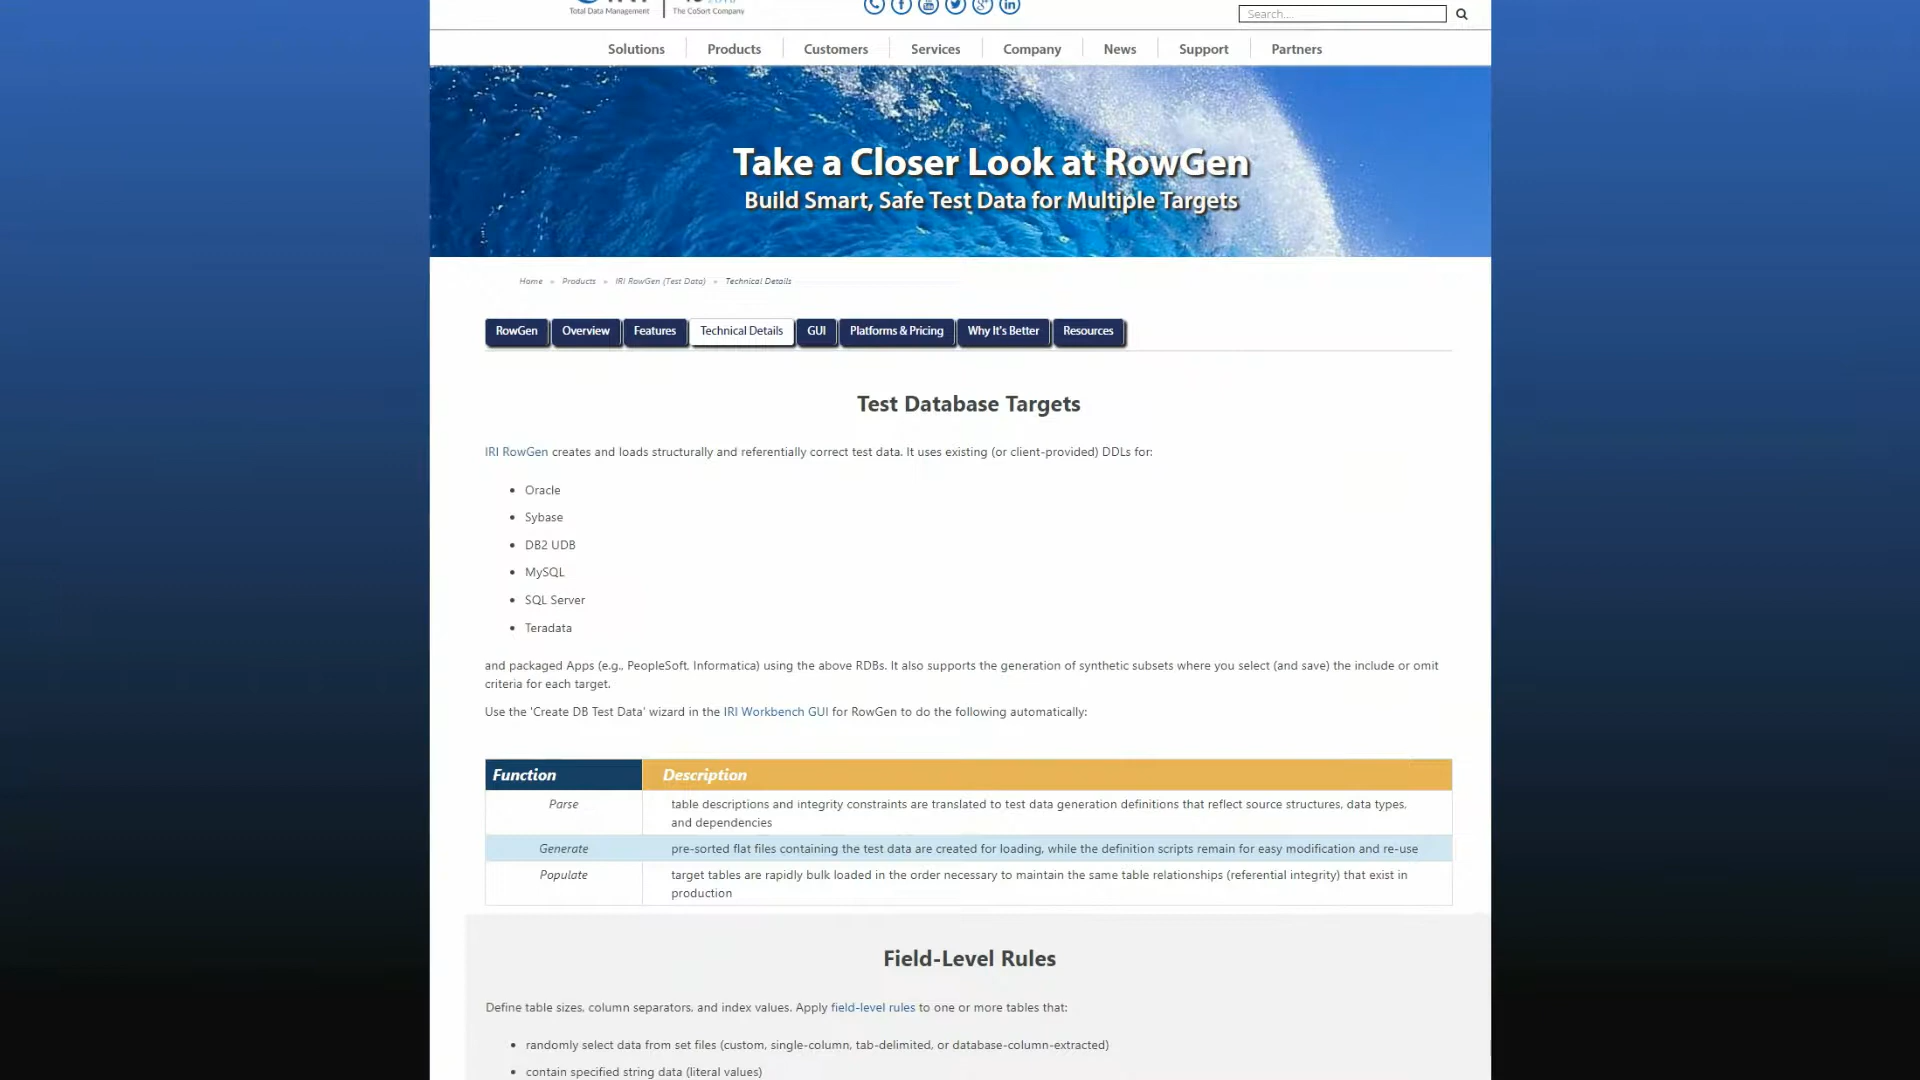 Total Data Management
The CoSort Company
Search...
Solutions
Products
Customers
Services
Company
News
Support
Partners
Take a Closer Look at RowGen
Build Smart, Safe Test Data for Multiple Targets
Home » Products » IRI RowGen (Test Data) » Technical Details
RowGen
Overview
Features
Technical Details
GUI
Platforms & Pricing
Why It's Better
Resources
Test Database Targets
IRI RowGen creates and loads structurally and referentially correct test data. It uses existing (or client-provided) DDLs for:
• Oracle
• Sybase
• DB2 UDB
• MySQL
• SQL Server
• Teradata
and packaged Apps (e.g., PeopleSoft, Informatica) using the above RDBs. It also supports the generation of synthetic subsets where you select (and save) the include or omit
criteria for each target.
Use the 'Create DB Test Data' wizard in the IRI Workbench GUI for RowGen to do the following automatically:
Function
Description
Parse
table descriptions and integrity constraints are translated to test data generation definitions that reflect source structures, data types,
and dependencies
Generate
pre-sorted flat files containing the test data are created for loading, while the definition scripts remain for easy modification and re-use
Populate
target tables are rapidly bulk loaded in the order necessary to maintain the same table relationships (referential integrity) that exist in
production
Field-Level Rules
Define table sizes, column separators, and index values. Apply field-level rules to one or more tables that:
• randomly select data from set files (custom, single-column, tab-delimited, or database-column-extracted)
• contain specified string data (literal values)